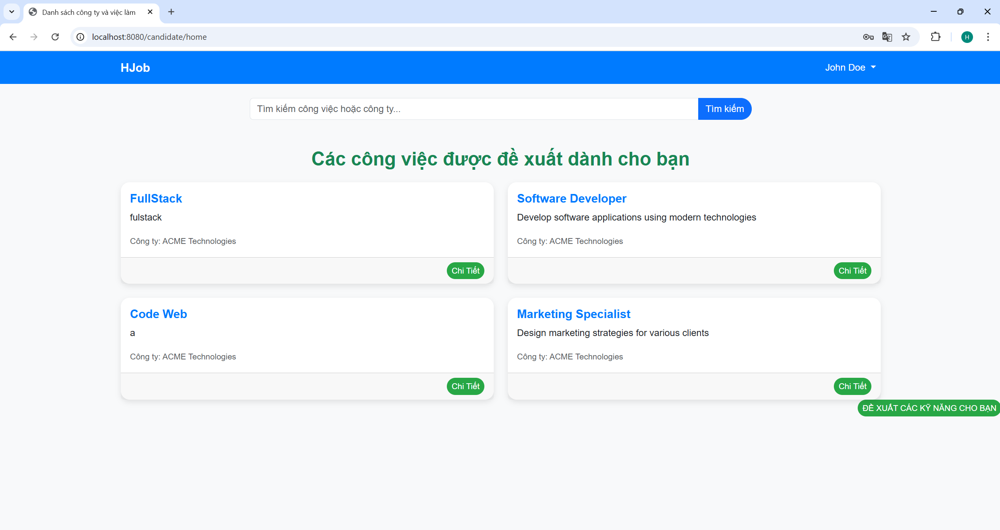 Danh sách công ty và việc làm
localhost:8080/candidate/home
H
HJob
John Doe
Tìm kiếm công việc hoặc công ty...
Tìm kiếm
Các công việc được đề xuất dành cho bạn
FullStack
fulstack
Công ty: ACME Technologies
Chi Tiết
Software Developer
Develop software applications using modern technologies
Công ty: ACME Technologies
Chi Tiết
Code Web
a
Công ty: ACME Technologies
Chi Tiết
Marketing Specialist
Design marketing strategies for various clients
Công ty: ACME Technologies
Chi Tiết
ĐỀ XUẤT CÁC KỸ NĂNG CHO BẠN